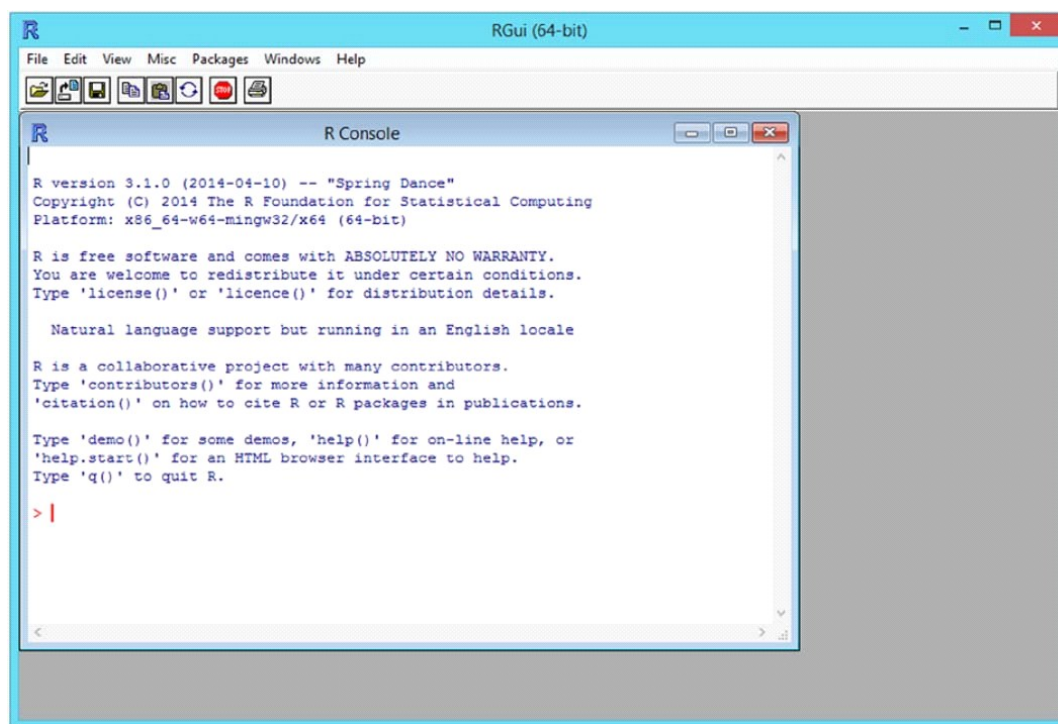 RGui (64-bit)
File Edit View Misc Packages Windows Help
STOP
R Console
R version 3.1.0 (2014-04-10) -- "Spring Dance"
Copyright (C) 2014 The R Foundation for Statistical Computing
Platform: x86_64-w64-mingw32/x64 (64-bit)
R is free software and comes with ABSOLUTELY NO WARRANTY.
You are welcome to redistribute it under certain conditions.
Type 'license()' or 'licence()' for distribution details.
Natural language support but running in an English locale
R is a collaborative project with many contributors.
Type 'contributors()' for more information and
'citation()' on how to cite R or R packages in publications.
Type 'demo()' for some demos, 'help()' for on-line help, or
'help.start()' for an HTML browser interface to help.
Type 'q()' to quit R.
>